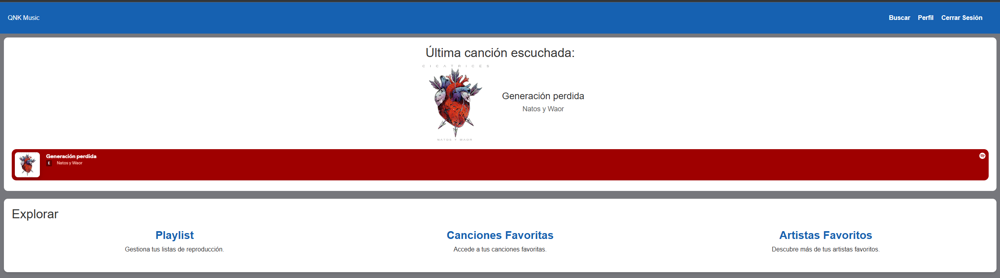 QNK Music
Buscar Perfil Cerrar Sesión
Última canción escuchada:
CICATRICES
Generación perdida
Natos y Waor
NATOS Y WAOR
Generación perdida
E Natos y Waor
Explorar
Playlist
Gestiona tus listas de reproducción.
Canciones Favoritas
Accede a tus canciones favoritas.
Artistas Favoritos
Descubre más de tus artistas favoritos.